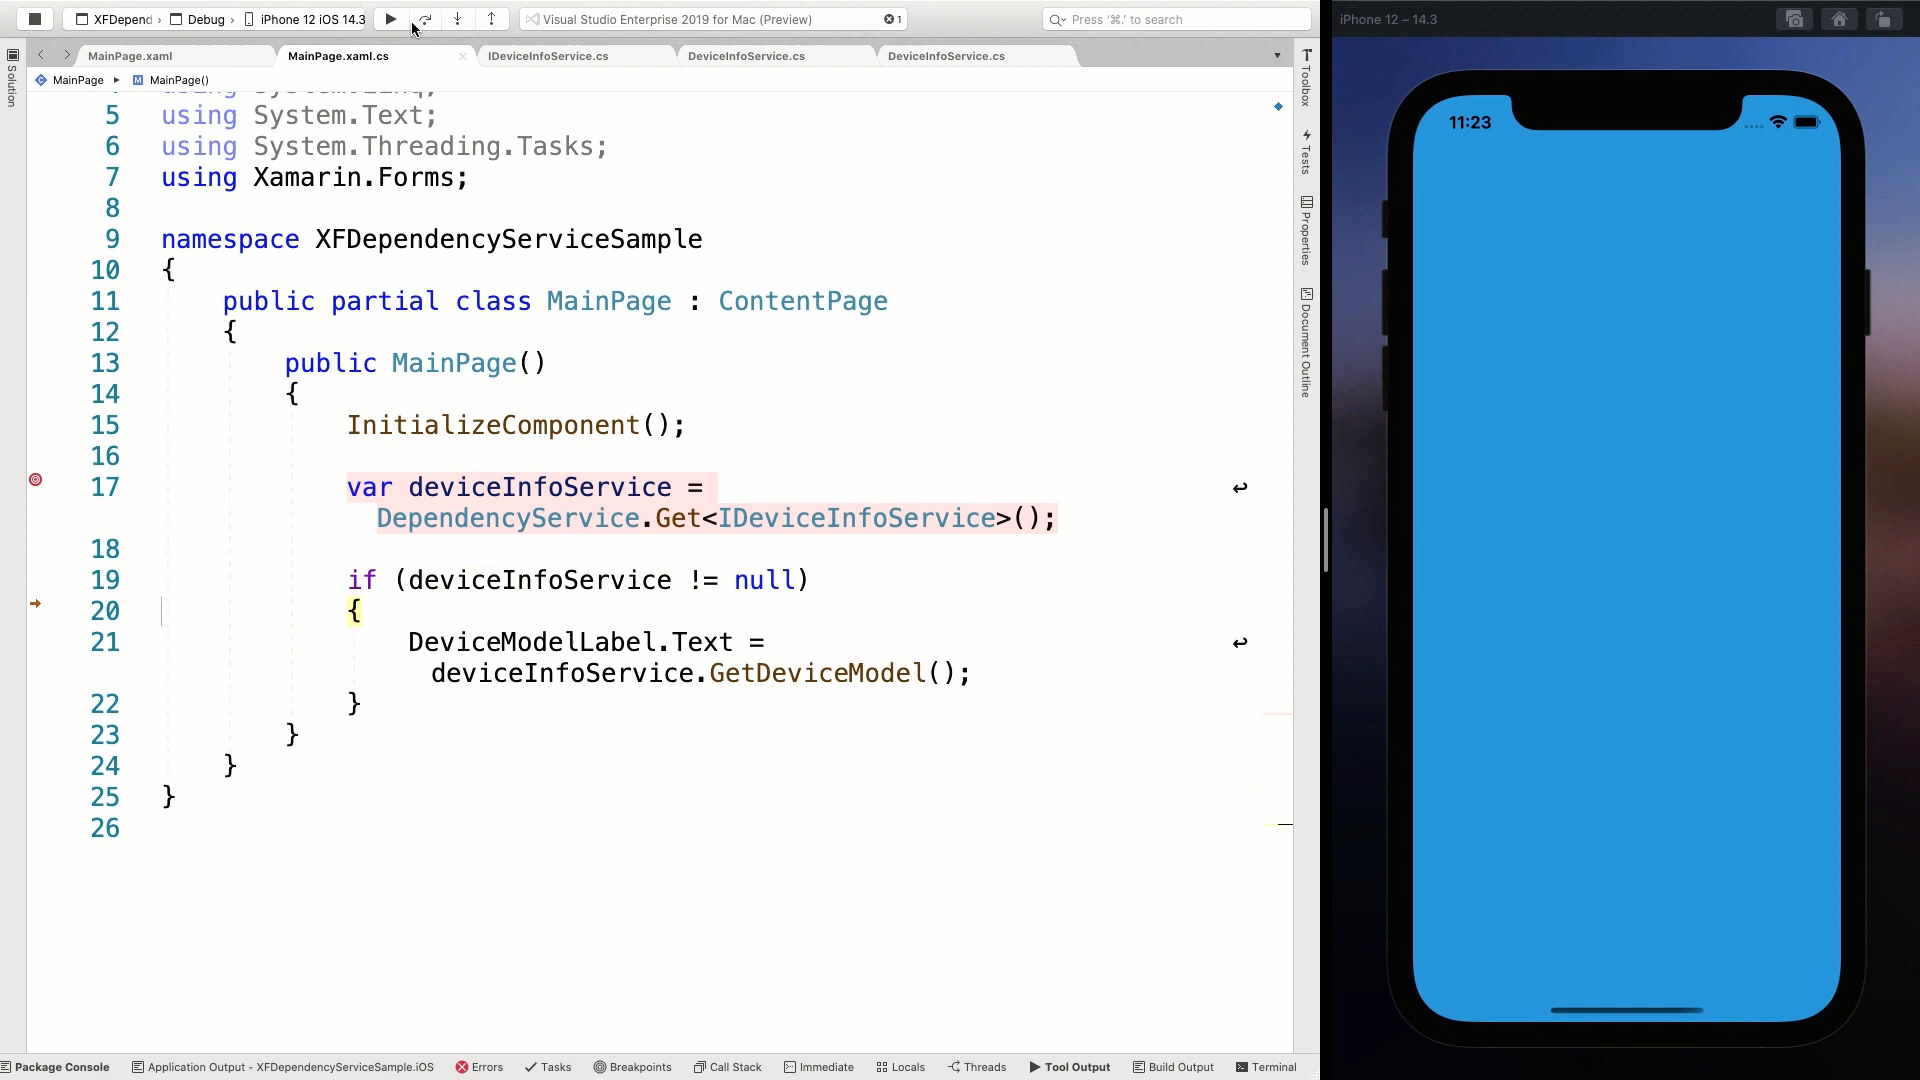 XFDepend › Debug › iPhone 12 iOS 14.3
Visual Studio Enterprise 2019 for Mac (Preview)
1
Press '⌘.' to search
iPhone 12 – 14.3
Solution
MainPage.xaml
MainPage.xaml.cs
IDeviceInfoService.cs
DeviceInfoService.cs
DeviceInfoService.cs
MainPage
MainPage()
5 using System.Text;
6 using System.Threading.Tasks;
7 using Xamarin.Forms;
8
9 namespace XFDependencyServiceSample
10 {
11 public partial class MainPage : ContentPage
12 {
13 public MainPage()
14 {
15 InitializeComponent();
16
17 var deviceInfoService =
DependencyService.Get<IDeviceInfoService>();
18
19 if (deviceInfoService != null)
20 {
21 DeviceModelLabel.Text =
deviceInfoService.GetDeviceModel();
22 }
23 }
24 }
25 }
26
Toolbox
Tests
Properties
Document Outline
11:23
Package Console
Application Output - XFDependencyServiceSample.iOS
Errors
Tasks
Breakpoints
Call Stack
Immediate
Locals
Threads
Tool Output
Build Output
Terminal